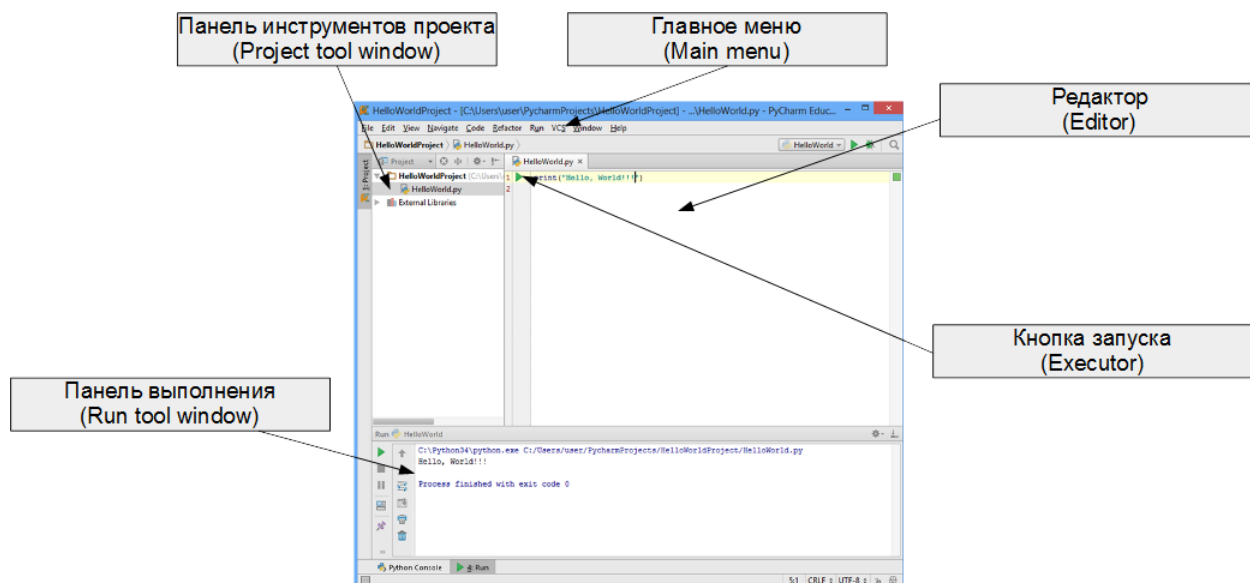 Панель инструментов проекта
(Project tool window)
Главное меню
(Main menu)
Редактор
(Editor)
HelloWorldProject - [C:\Users\user\PycharmProjects\HelloWorldProject] - ...\HelloWorld.py - PyCharm Educ...
File Edit View Navigate Code Refactor Run VCS Window Help
HelloWorldProject HelloWorld.py
HelloWorld
1: Project
Project
HelloWorld.py
HelloWorldProject (C:\Users\
HelloWorld.py
External Libraries
1 print("Hello, World!!!")
2
Кнопка запуска
(Executor)
Панель выполнения
(Run tool window)
Run HelloWorld
C:\Python34\python.exe C:/Users/user/PycharmProjects/HelloWorldProject/HelloWorld.py
Hello, World!!!
Process finished with exit code 0
Python Console 4: Run
5:1 CRLF UTF-8